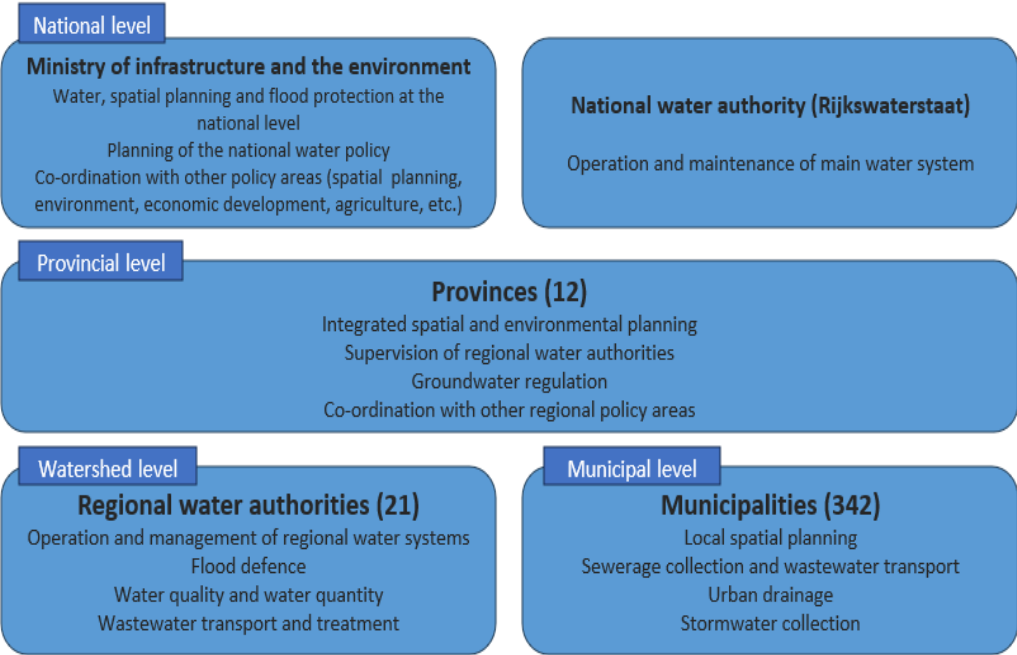 National level
Ministry of infrastructure and the environment
Water, spatial planning and flood protection at the
national level
Planning of the national water policy
Co-ordination with other policy areas (spatial planning,
environment, economic development, agriculture, etc.)
National water authority (Rijkswaterstaat)
Operation and maintenance of main water system
Provincial level
Provinces (12)
Integrated spatial and environmental planning
Supervision of regional water authorities
Groundwater regulation
Co-ordination with other regional policy areas
Watershed level
Regional water authorities (21)
Operation and management of regional water systems
Flood defence
Water quality and water quantity
Wastewater transport and treatment
Municipal level
Municipalities (342)
Local spatial planning
Sewerage collection and wastewater transport
Urban drainage
Stormwater collection